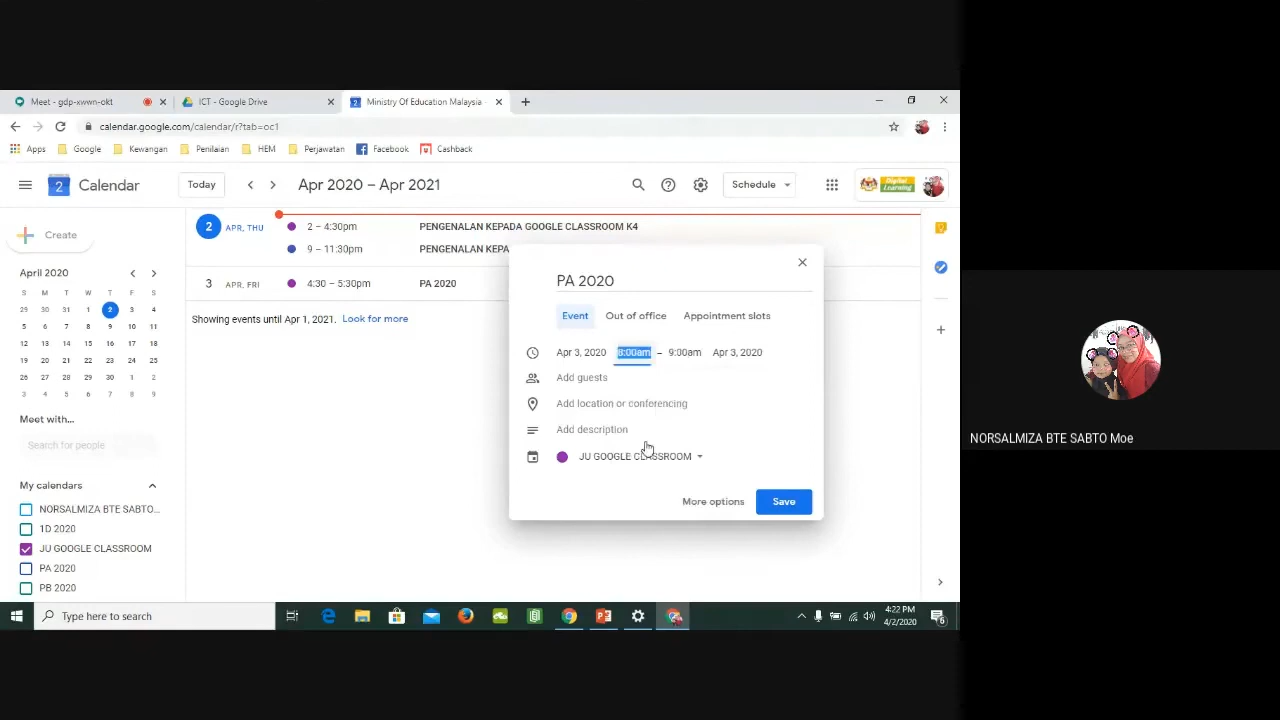 Meet - gdp-xwwn-okt
ICT - Google Drive
Ministry Of Education Malaysia -
calendar.google.com/calendar/r?tab=oc1
Apps Google Kewangan Penilaian HEM Perjawatan Facebook Cashback
2 Calendar Today Apr 2020 – Apr 2021 Schedule Digital Learning
Create
2 APR, THU 2 – 4:30pm PENGENALAN KEPADA GOOGLE CLASSROOM K4
9 – 11:30pm PENGENALAN KEPA
3 APR, FRI 4:30 – 5:30pm PA 2020
Showing events until Apr 1, 2021. Look for more
April 2020
S M T W T F S
29 30 31 1 2 3 4
5 6 7 8 9 10 11
12 13 14 15 16 17 18
19 20 21 22 23 24 25
26 27 28 29 30 1 2
3 4 5 6 7 8 9
Meet with...
Search for people
My calendars
NORSALMIZA BTE SABTO...
1D 2020
JU GOOGLE CLASSROOM
PA 2020
PB 2020
PA 2020
Event Out of office Appointment slots
Apr 3, 2020 8:00am – 9:00am Apr 3, 2020
Add guests
Add location or conferencing
Add description
JU GOOGLE CLASSROOM
More options Save
Type here to search
4:22 PM
4/2/2020
6
NORSALMIZA BTE SABTO Moe